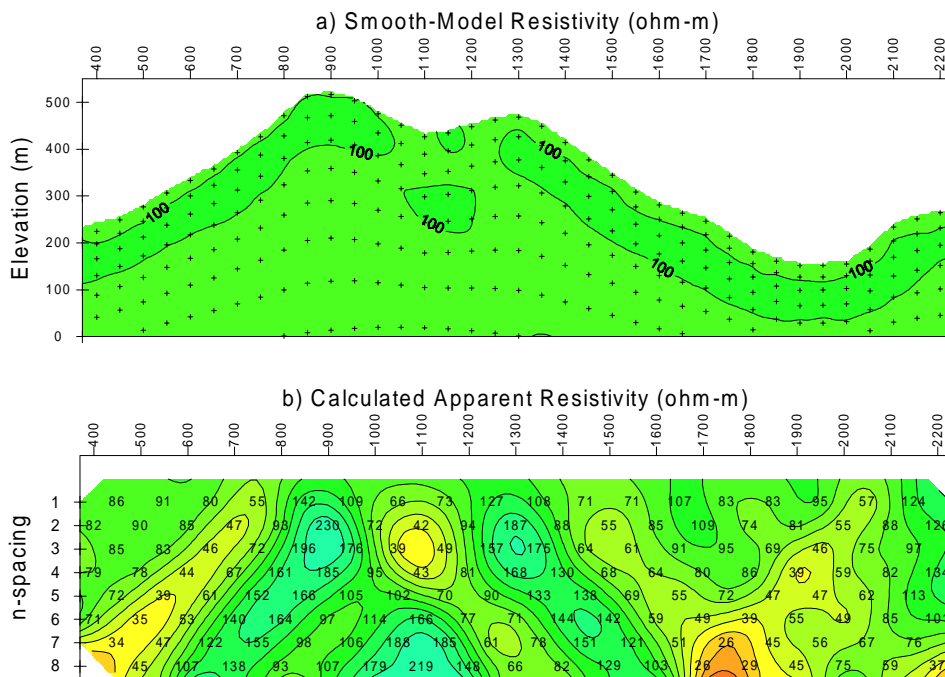 a) Smooth-Model Resistivity (ohm-m)
400 -500 -600 -700 -800 -900 -1000 -1100 -1200 -1300 -1400 -1500 -1600 -1700 -1800 -1900 -2000 -2100
Elevation (m)
500
400
300
200
100
0
100
100
100
100
100
100
b) Calculated Apparent Resistivity (ohm-m)
-400 -500 -600 -700 -800 -900 -1000 -1100 -1200 -1300 -1400 -1500 -1600 -1700 -1800 -1900 -2000 -2100 -2200
n-spacing
1 86 91 80 55 142 109 66 73 127 108 71 71 107 83 83 95 57 124
2 82 90 85 47 93 230 72 42 94 187 88 55 85 109 74 81 55 88
3 85 83 46 72 196 176 39 49 157 175 64 61 91 95 69 46 75 97
4 79 78 44 67 161 185 95 43 81 168 130 68 64 80 86 39 59 82 134
5 72 39 61 152 166 105 102 70 90 133 138 69 55 72 47 47 62 113
6 71 35 53 140 164 97 114 166 77 71 144 142 59 49 39 55 49 85
7 34 47 122 155 98 106 188 185 61 78 151 121 51 26 45 56 67 76
8 45 107 138 93 107 179 219 148 66 82 129 103 26 29 45 75 59 37